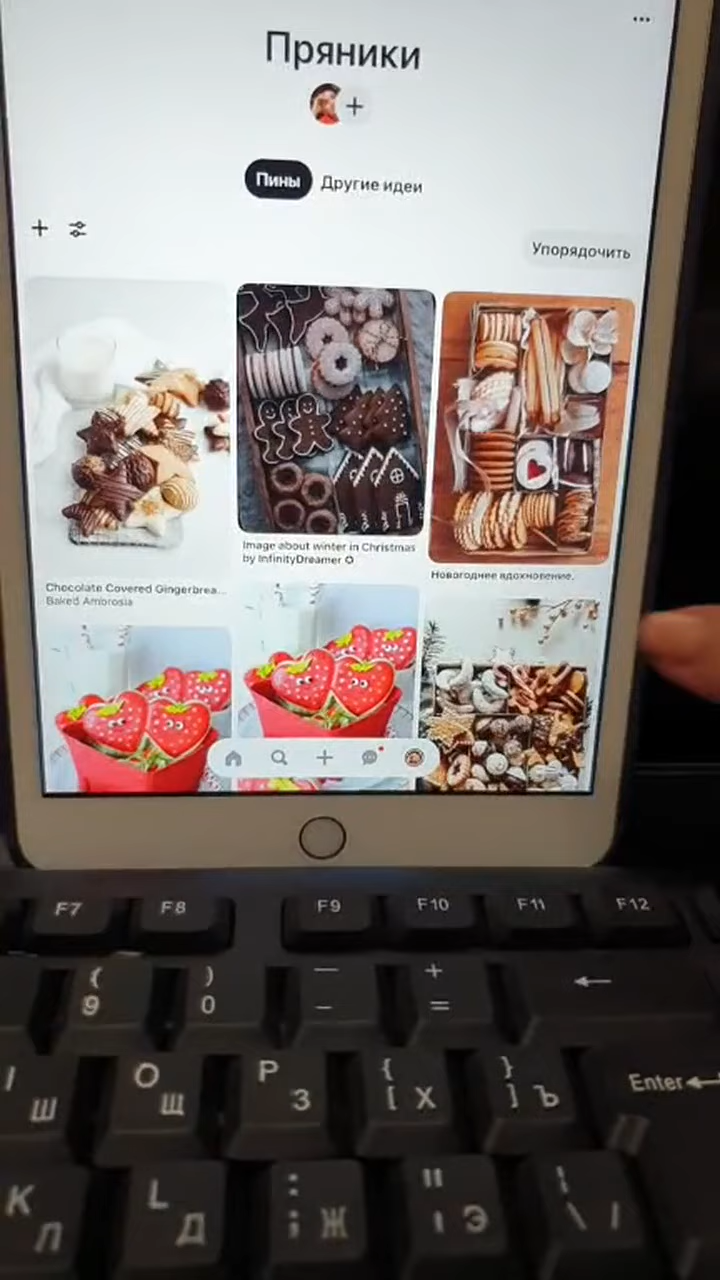 Пряники
Пины Другие идеи
Упорядочить
Image about winter in Christmas
by InfinityDreamer
Новогоднее вдохновение.
Chocolate Covered Gingerbrea...
Baked Ambrosia
F7 F8 F9 F10 F11 F12
( ) — +
9 0 - = ←
I O P { }
Ш Щ З [ Х ] Ъ Enter ←
K L : "
Л Д ; Ж ' Э \ /